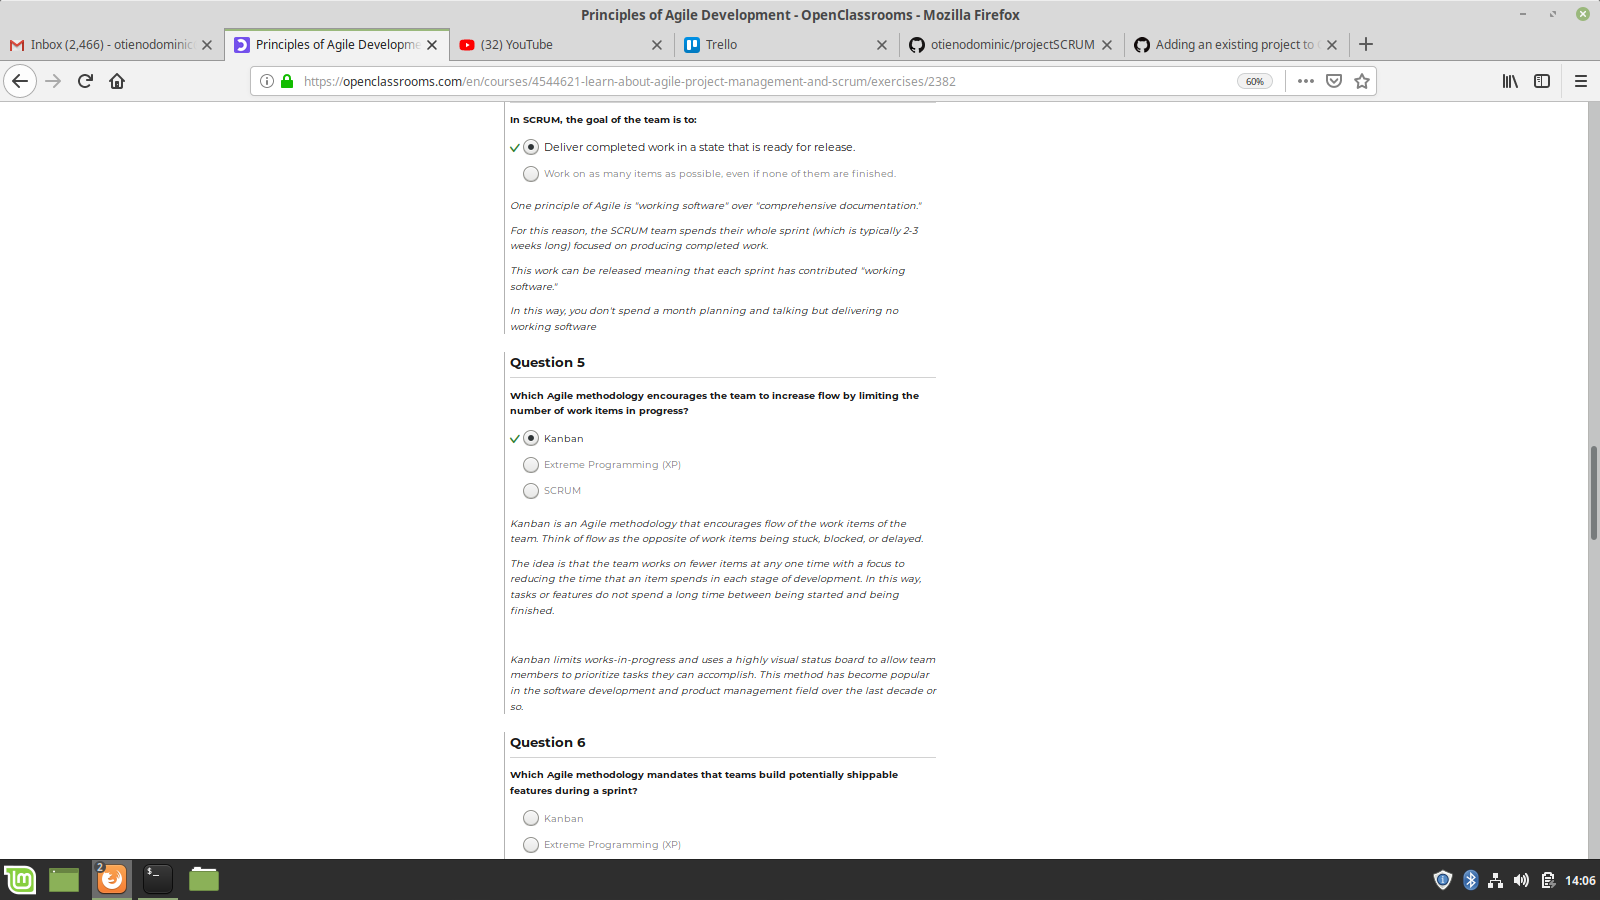 Principles of Agile Development - OpenClassrooms - Mozilla Firefox
Inbox (2,466) - otienodominic
Principles of Agile Developme
(32) YouTube
Trello
otienodominic/projectSCRUM
Adding an existing project to
https://openclassrooms.com/en/courses/4544621-learn-about-agile-project-management-and-scrum/exercises/2382
60%
In SCRUM, the goal of the team is to:
Deliver completed work in a state that is ready for release.
Work on as many items as possible, even if none of them are finished.
One principle of Agile is "working software" over "comprehensive documentation."
For this reason, the SCRUM team spends their whole sprint (which is typically 2-3
weeks long) focused on producing completed work.
This work can be released meaning that each sprint has contributed "working
software."
In this way, you don't spend a month planning and talking but delivering no
working software
Question 5
Which Agile methodology encourages the team to increase flow by limiting the
number of work items in progress?
Kanban
Extreme Programming (XP)
SCRUM
Kanban is an Agile methodology that encourages flow of the work items of the
team. Think of flow as the opposite of work items being stuck, blocked, or delayed.
The idea is that the team works on fewer items at any one time with a focus to
reducing the time that an item spends in each stage of development. In this way,
tasks or features do not spend a long time between being started and being
finished.
Kanban limits works-in-progress and uses a highly visual status board to allow team
members to prioritize tasks they can accomplish. This method has become popular
in the software development and product management field over the last decade or
so.
Question 6
Which Agile methodology mandates that teams build potentially shippable
features during a sprint?
Kanban
Extreme Programming (XP)
2
$_
14:06